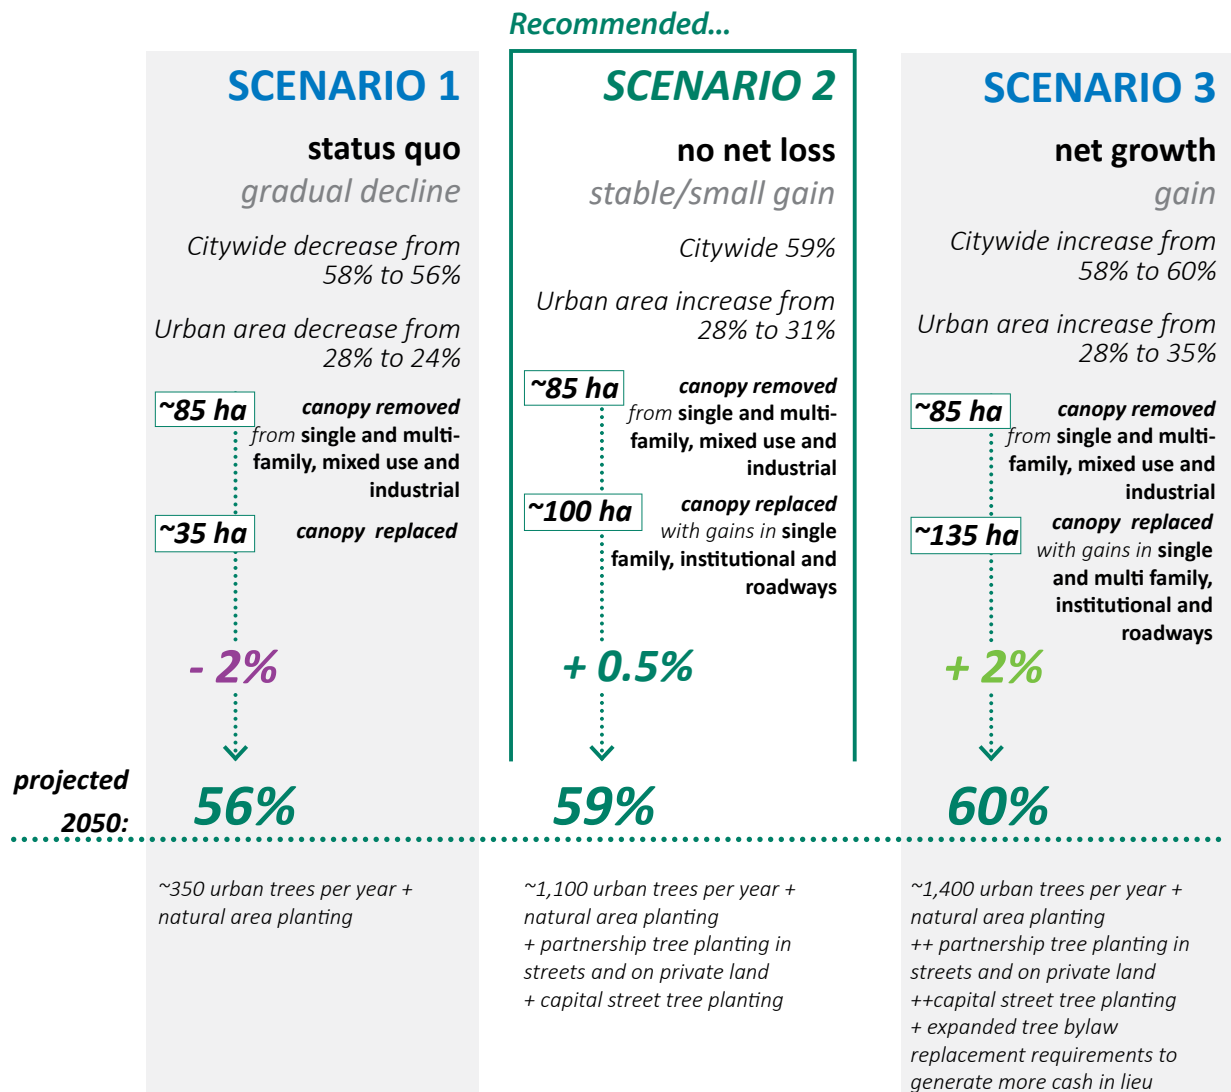 Recommended...
SCENARIO 1
status quo
gradual decline
Citywide decrease from
58% to 56%
Urban area decrease from
28% to 24%
~85 ha
canopy removed
from single and multi-
family, mixed use and
industrial
~35 ha
canopy replaced
- 2%
SCENARIO 2
no net loss
stable/small gain
Citywide 59%
Urban area increase from
28% to 31%
~85 ha
canopy removed
from single and multi-
family, mixed use and
industrial
~100 ha
canopy replaced
with gains in single
family, institutional and
roadways
+ 0.5%
SCENARIO 3
net growth
gain
Citywide increase from
58% to 60%
Urban area increase from
28% to 35%
~85 ha
canopy removed
from single and multi-
family, mixed use and
industrial
~135 ha
canopy replaced
with gains in single
and multi family,
institutional and
roadways
+ 2%
projected
2050:
56%
59%
60%
~350 urban trees per year +
natural area planting
~1,100 urban trees per year +
natural area planting
+ partnership tree planting in
streets and on private land
+ capital street tree planting
~1,400 urban trees per year +
natural area planting
++ partnership tree planting in
streets and on private land
++capital street tree planting
+ expanded tree bylaw
replacement requirements to
generate more cash in lieu